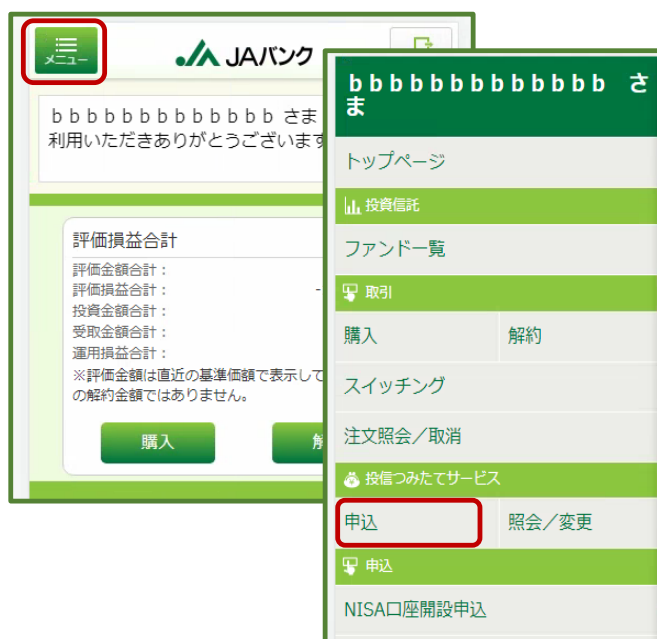 メニュー
JAバンク
bbbbbbbbbbbbb さま
利用いただきありがとうございます
評価損益合計
評価金額合計：
評価損益合計： -
投資金額合計：
受取金額合計：
運用損益合計：
※評価金額は直近の基準価額で表示して
の解約金額ではありません。
購入
bbbbbbbbbbbbb さ
ま
トップページ
投資信託
ファンド一覧
取引
購入 解約
スイッチング
注文照会／取消
投信つみたてサービス
申込 照会／変更
申込
NISA口座開設申込